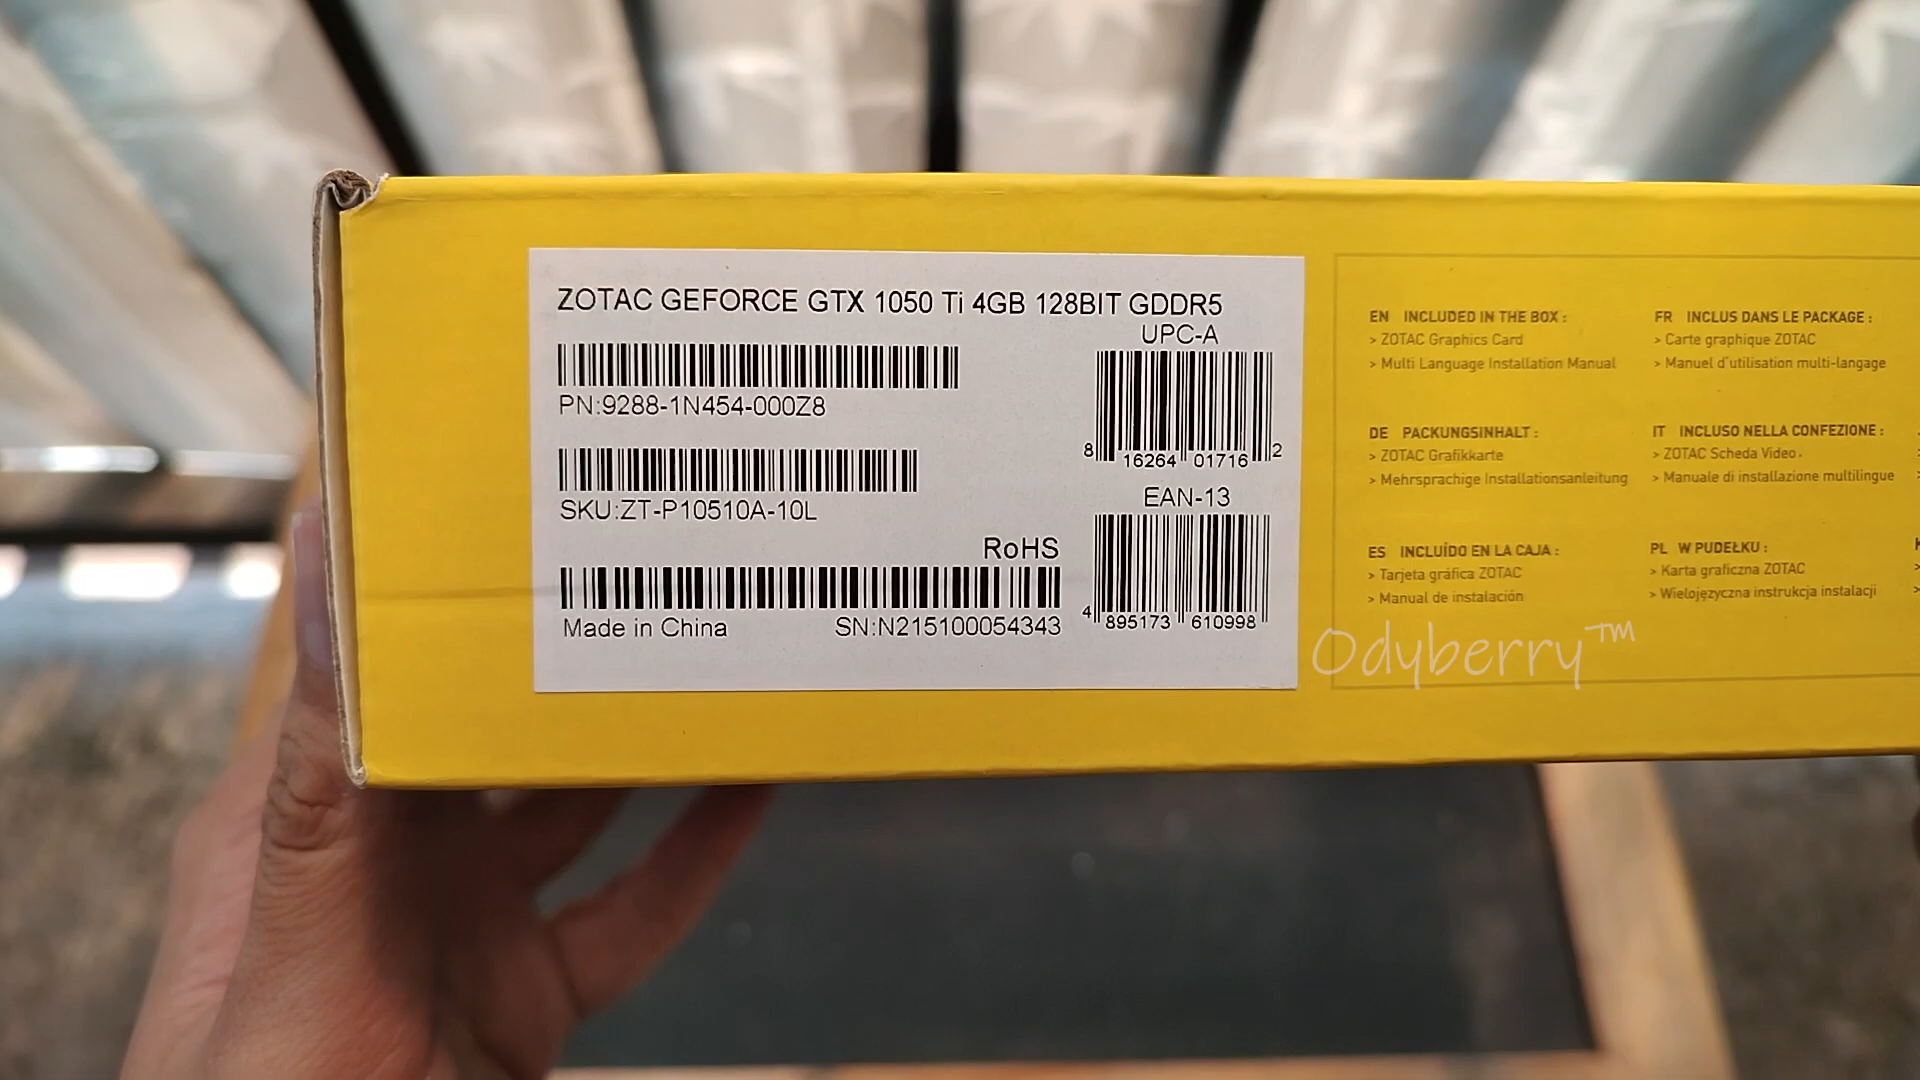 ZOTAC GEFORCE GTX 1050 Ti 4GB 128BIT GDDR5
PN:9288-1N454-000Z8
SKU:ZT-P10510A-10L
RoHS
Made in China
SN:N215100054343
UPC-A
8 16264 01716 2
EAN-13
4 895173 610998
EN INCLUDED IN THE BOX :
> ZOTAC Graphics Card
> Multi Language Installation Manual
FR INCLUS DANS LE PACKAGE :
> Carte graphique ZOTAC
> Manuel d'utilisation multi-langage
DE PACKUNGSINHALT :
> ZOTAC Grafikkarte
> Mehrsprachige Installationsanleitung
IT INCLUSO NELLA CONFEZIONE :
> ZOTAC Scheda Video.
> Manuale di installazione multilingue
ES INCLUÍDO EN LA CAJA :
> Tarjeta gráfica ZOTAC
> Manual de instalación
PL W PUDEŁKU :
> Karta graficzna ZOTAC
> Wielojęzyczna instrukcja instalacji
Odyberry™